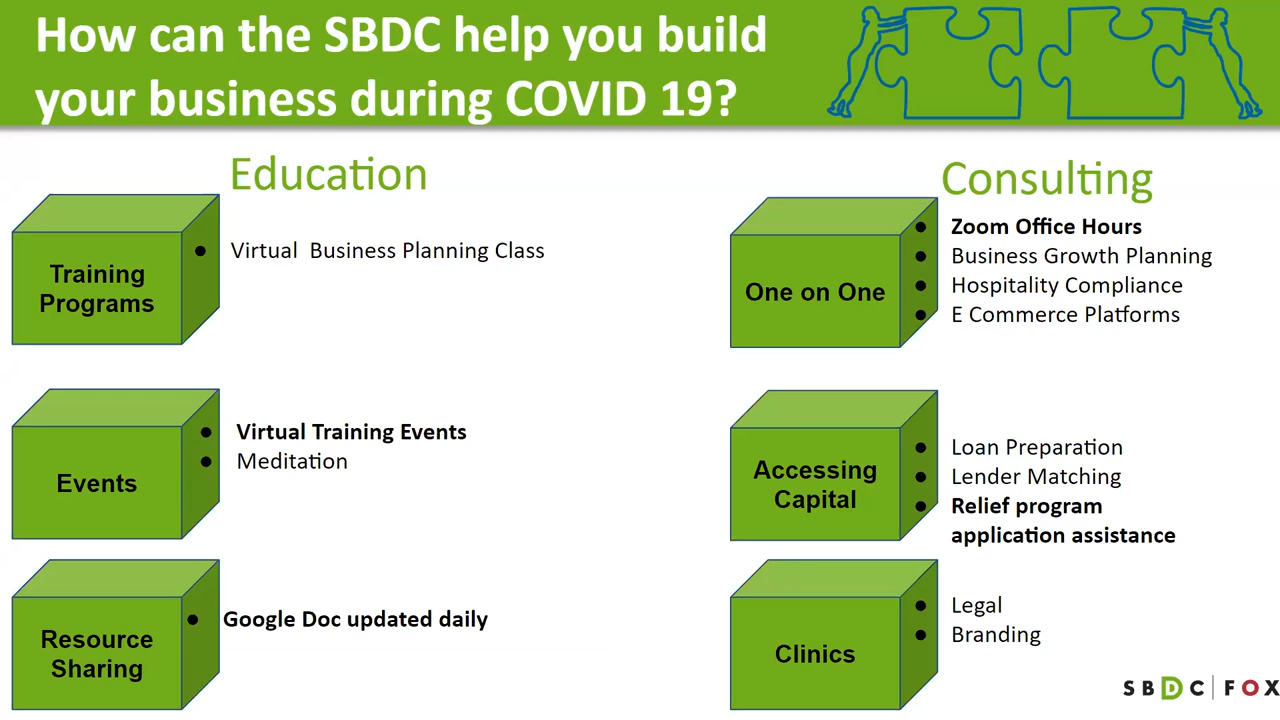 How can the SBDC help you build
your business during COVID 19?
Education
Training
Programs
• Virtual Business Planning Class
Events
• Virtual Training Events
• Meditation
Resource
Sharing
• Google Doc updated daily
Consulting
One on One
• Zoom Office Hours
• Business Growth Planning
• Hospitality Compliance
• E Commerce Platforms
Accessing
Capital
• Loan Preparation
• Lender Matching
• Relief program
application assistance
Clinics
• Legal
• Branding
SBDC | FOX